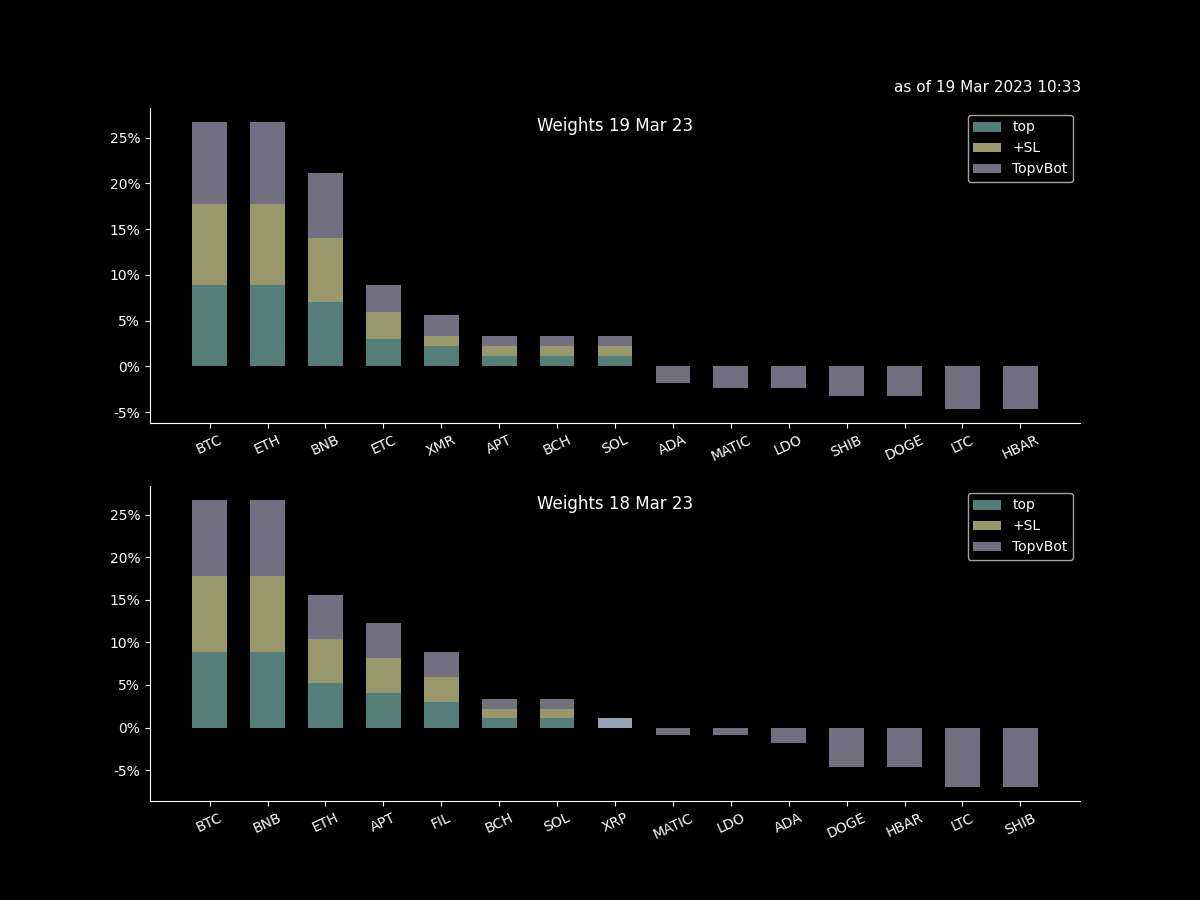 as of 19 Mar 2023 10:33
Weights 19 Mar 23
top
+SL
TopvBot
25%
20%
15%
10%
5%
0%
-5%
BTC ETH BNB ETC XMR APT BCH SOL ADA MATIC LDO SHIB DOGE LTC HBAR
Weights 18 Mar 23
top
+SL
TopvBot
25%
20%
15%
10%
5%
0%
-5%
BTC BNB ETH APT FIL BCH SOL XRP MATIC LDO ADA DOGE HBAR LTC SHIB